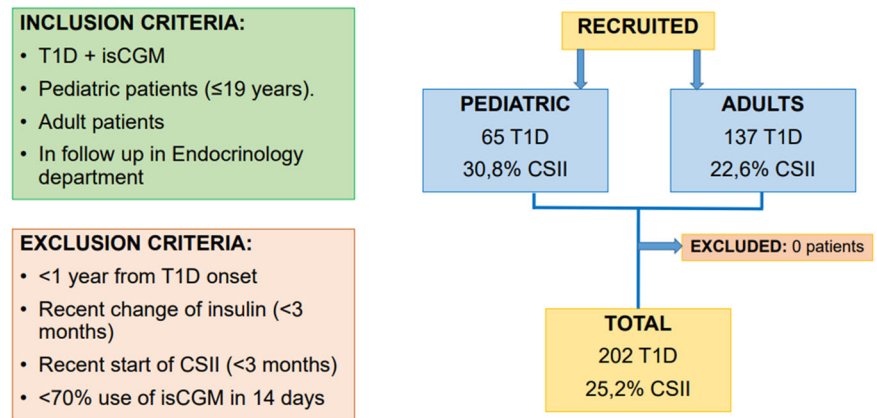 INCLUSION CRITERIA:
• T1D + isCGM
• Pediatric patients (≤19 years).
• Adult patients
• In follow up in Endocrinology
department
EXCLUSION CRITERIA:
• <1 year from T1D onset
• Recent change of insulin (<3
months)
• Recent start of CSII (<3 months)
• <70% use of isCGM in 14 days
RECRUITED
PEDIATRIC
65 T1D
30,8% CSII
ADULTS
137 T1D
22,6% CSII
EXCLUDED: 0 patients
TOTAL
202 T1D
25,2% CSII